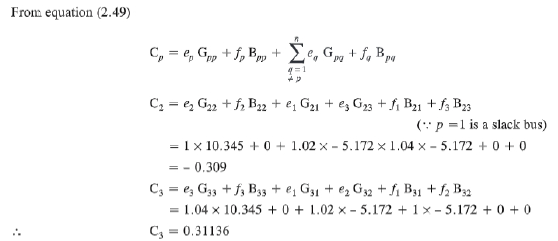 From equation (2.49)
C_p = e_p G_pp + f_p B_pp + Σ_{q = 1, ≠ p}^{n} e_q G_pq + f_q B_pq
C_2 = e_2 G_22 + f_2 B_22 + e_1 G_21 + e_3 G_23 + f_1 B_21 + f_3 B_23
(∵ p = 1 is a slack bus)
= 1 × 10.345 + 0 + 1.02 × – 5.172 × 1.04 × – 5.172 + 0 + 0
= – 0.309
C_3 = e_3 G_33 + f_3 B_33 + e_1 G_31 + e_2 G_32 + f_1 B_31 + f_2 B_32
= 1.04 × 10.345 + 0 + 1.02 × – 5.172 + 1 × – 5.172 + 0 + 0
∴ C_3 = 0.31136